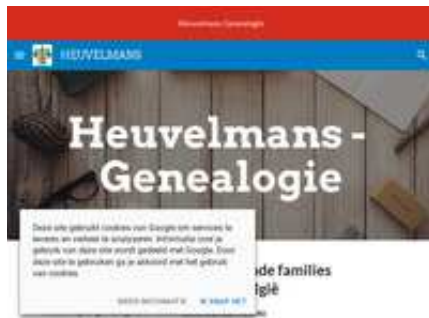 Heuvelmans Genealogie
HEUVELMANS
Heuvelmans -
Genealogie
Deze site gebruikt cookies van Google om services te
leveren en verkeer te analyseren. Informatie over je
gebruik van deze site wordt gedeeld met Google. Door
deze site te gebruiken ga je akkoord met het gebruik
van cookies.
MEER INFORMATIE IK SNAP HET
nde families
lgië